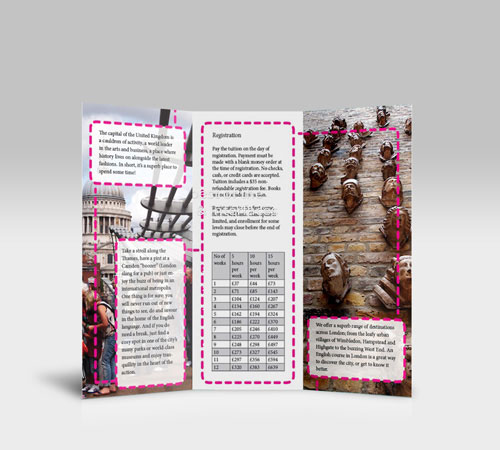 The capital of the United Kingdom is
a cauldron of activity, a world leader
in the arts and business, a place where
history lives on alongside the latest
fashions. In short, it's a superb place to
spend some time!
Take a stroll along the
Thames, have a pint at a
Camden "boozer" (London
slang for a pub) or just en-
joy the buzz of being in an
international metropolis.
One thing is for sure: you
will never run out of new
things to see, do and savour
in the home of the English
language. And if you do
need a break, just find a
cosy spot in one of the city's
many parks or world-class
museums and enjoy tran-
quility in the heart of the
action.
Registration
Pay the tuition on the day of
registration. Payment must be
made with a blank money order at
the time of registration. No checks,
cash, or credit cards are accepted.
Tuition includes a $35 non-
refundable registration fee. Books
Registration is a first come,
limited, and enrollment for some
levels may close before the end of
registration.
No of weeks 5 hours per week 10 hours per week 15 hours per week
1 £37 £44 £73
2 £75 £85 £143
3 £104 £124 £207
4 £134 £160 £267
5 £162 £194 £324
6 £186 £222 £370
7 £205 £246 £410
8 £225 £270 £449
9 £248 £298 £497
10 £273 £327 £545
11 £297 £356 £594
12 £320 £383 £639
We offer a superb range of destinations
across London, from the leafy urban
villages of Wimbledon, Hampstead and
Highgate to the buzzing West End. An
English course in London is a great way
to discover the city, or get to know it
better.